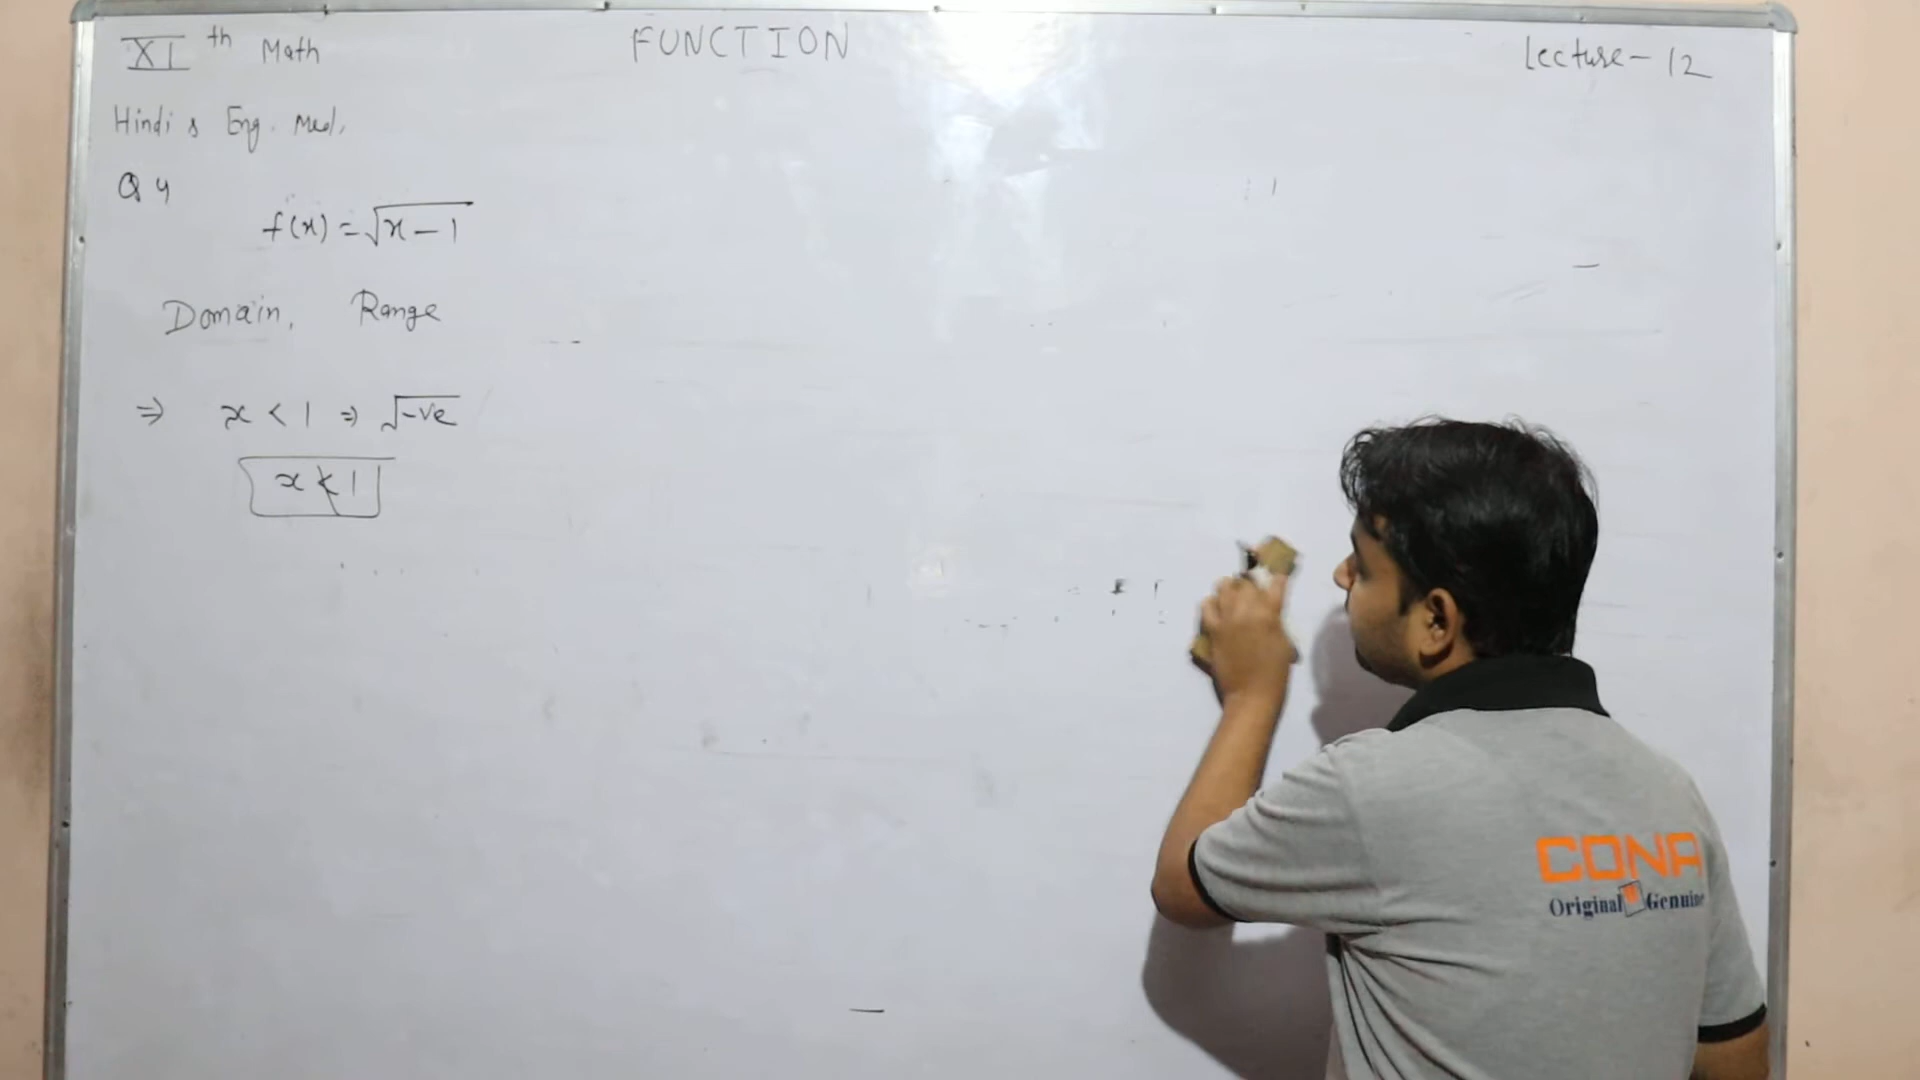 XI th Math
FUNCTION
Lecture - 12
Hindi & Eng. Med.
Q 4
f(x) = √x - 1
Domain, Range
⇒ x < 1 ⇒ √-ve
x ≮ 1
CONA
Original Genuine